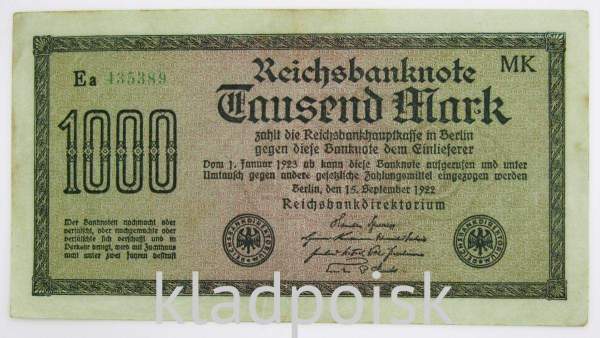 Ea 435389
Reichsbanknote
MK
1000
Tausend Mark
zahlt die Reichsbankhauptkasse in Berlin
gegen diese Banknote dem Einlieferer
Vom 1. Januar 1923 ab kann diese Banknote aufgerufen und unter
Umtausch gegen andere gesetzliche Zahlungsmittel eingezogen werden
Berlin, den 15. September 1922
Reichsbankdirektorium
Wer Banknoten nachmacht oder
verfälscht, oder nachgemachte oder
verfälschte sich verschafft und in
Verkehr bringt, wird mit Zuchthaus
nicht unter zwei Jahren bestraft
kladpoisk